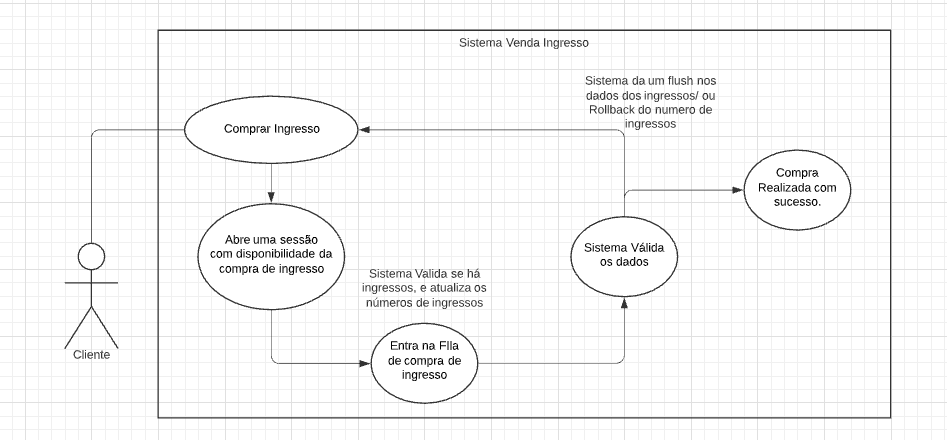 Sistema Venda Ingresso
Sistema da um flush nos
dados dos ingressos/ ou
Rollback do numero de
ingressos
Comprar Ingresso
Compra
Realizada com
sucesso.
Abre uma sessão
com disponibilidade da
compra de ingresso
Sistema Válida
os dados
Sistema Valida se há
ingressos, e atualiza os
números de ingressos
Entra na FIla
de compra de
ingresso
Cliente